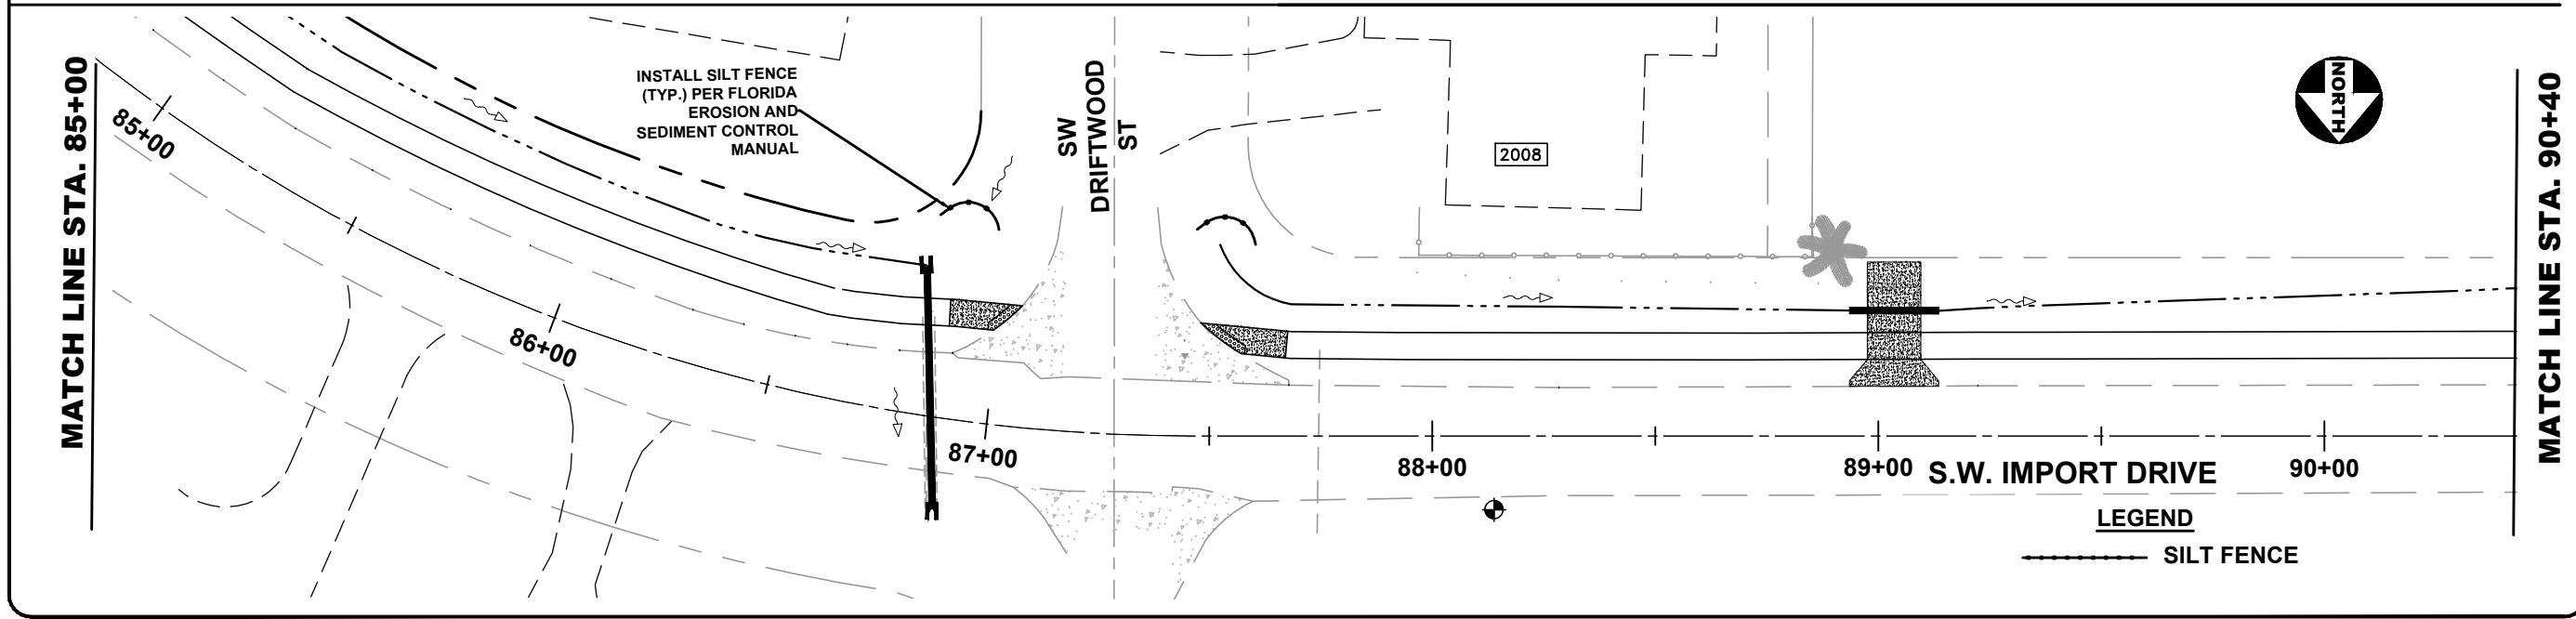 MATCH LINE STA. 85+00
INSTALL SILT FENCE
(TYP.) PER FLORIDA
EROSION AND
SEDIMENT CONTROL
MANUAL
SW
DRIFTWOOD
ST
2008
NORTH
MATCH LINE STA. 90+40
85+00
86+00
87+00
88+00
89+00
90+00
S.W. IMPORT DRIVE
LEGEND
SILT FENCE